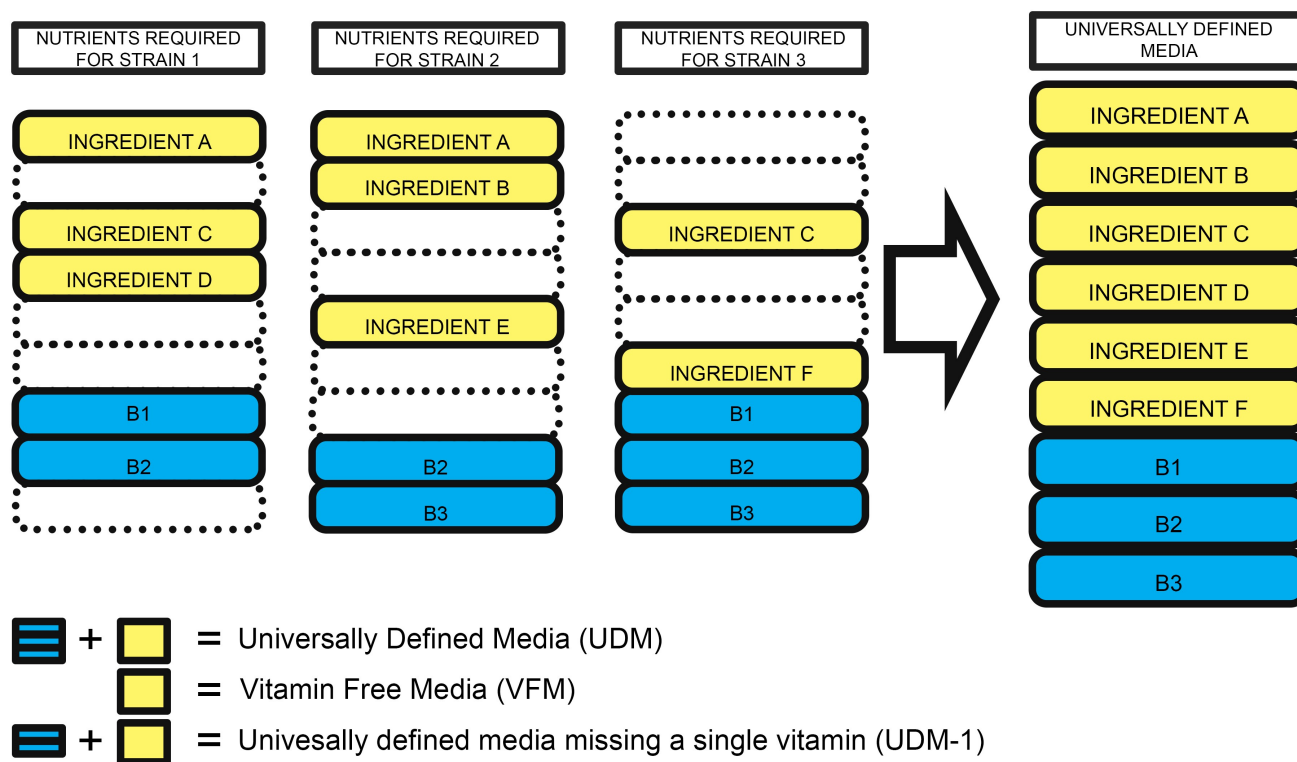 NUTRIENTS REQUIRED
FOR STRAIN 1
INGREDIENT A
INGREDIENT C
INGREDIENT D
B1
B2
NUTRIENTS REQUIRED
FOR STRAIN 2
INGREDIENT A
INGREDIENT B
INGREDIENT E
B2
B3
NUTRIENTS REQUIRED
FOR STRAIN 3
INGREDIENT C
INGREDIENT F
B1
B2
B3
UNIVERSALLY DEFINED
MEDIA
INGREDIENT A
INGREDIENT B
INGREDIENT C
INGREDIENT D
INGREDIENT E
INGREDIENT F
B1
B2
B3
+ = Universally Defined Media (UDM)
= Vitamin Free Media (VFM)
+ = Univesally defined media missing a single vitamin (UDM-1)